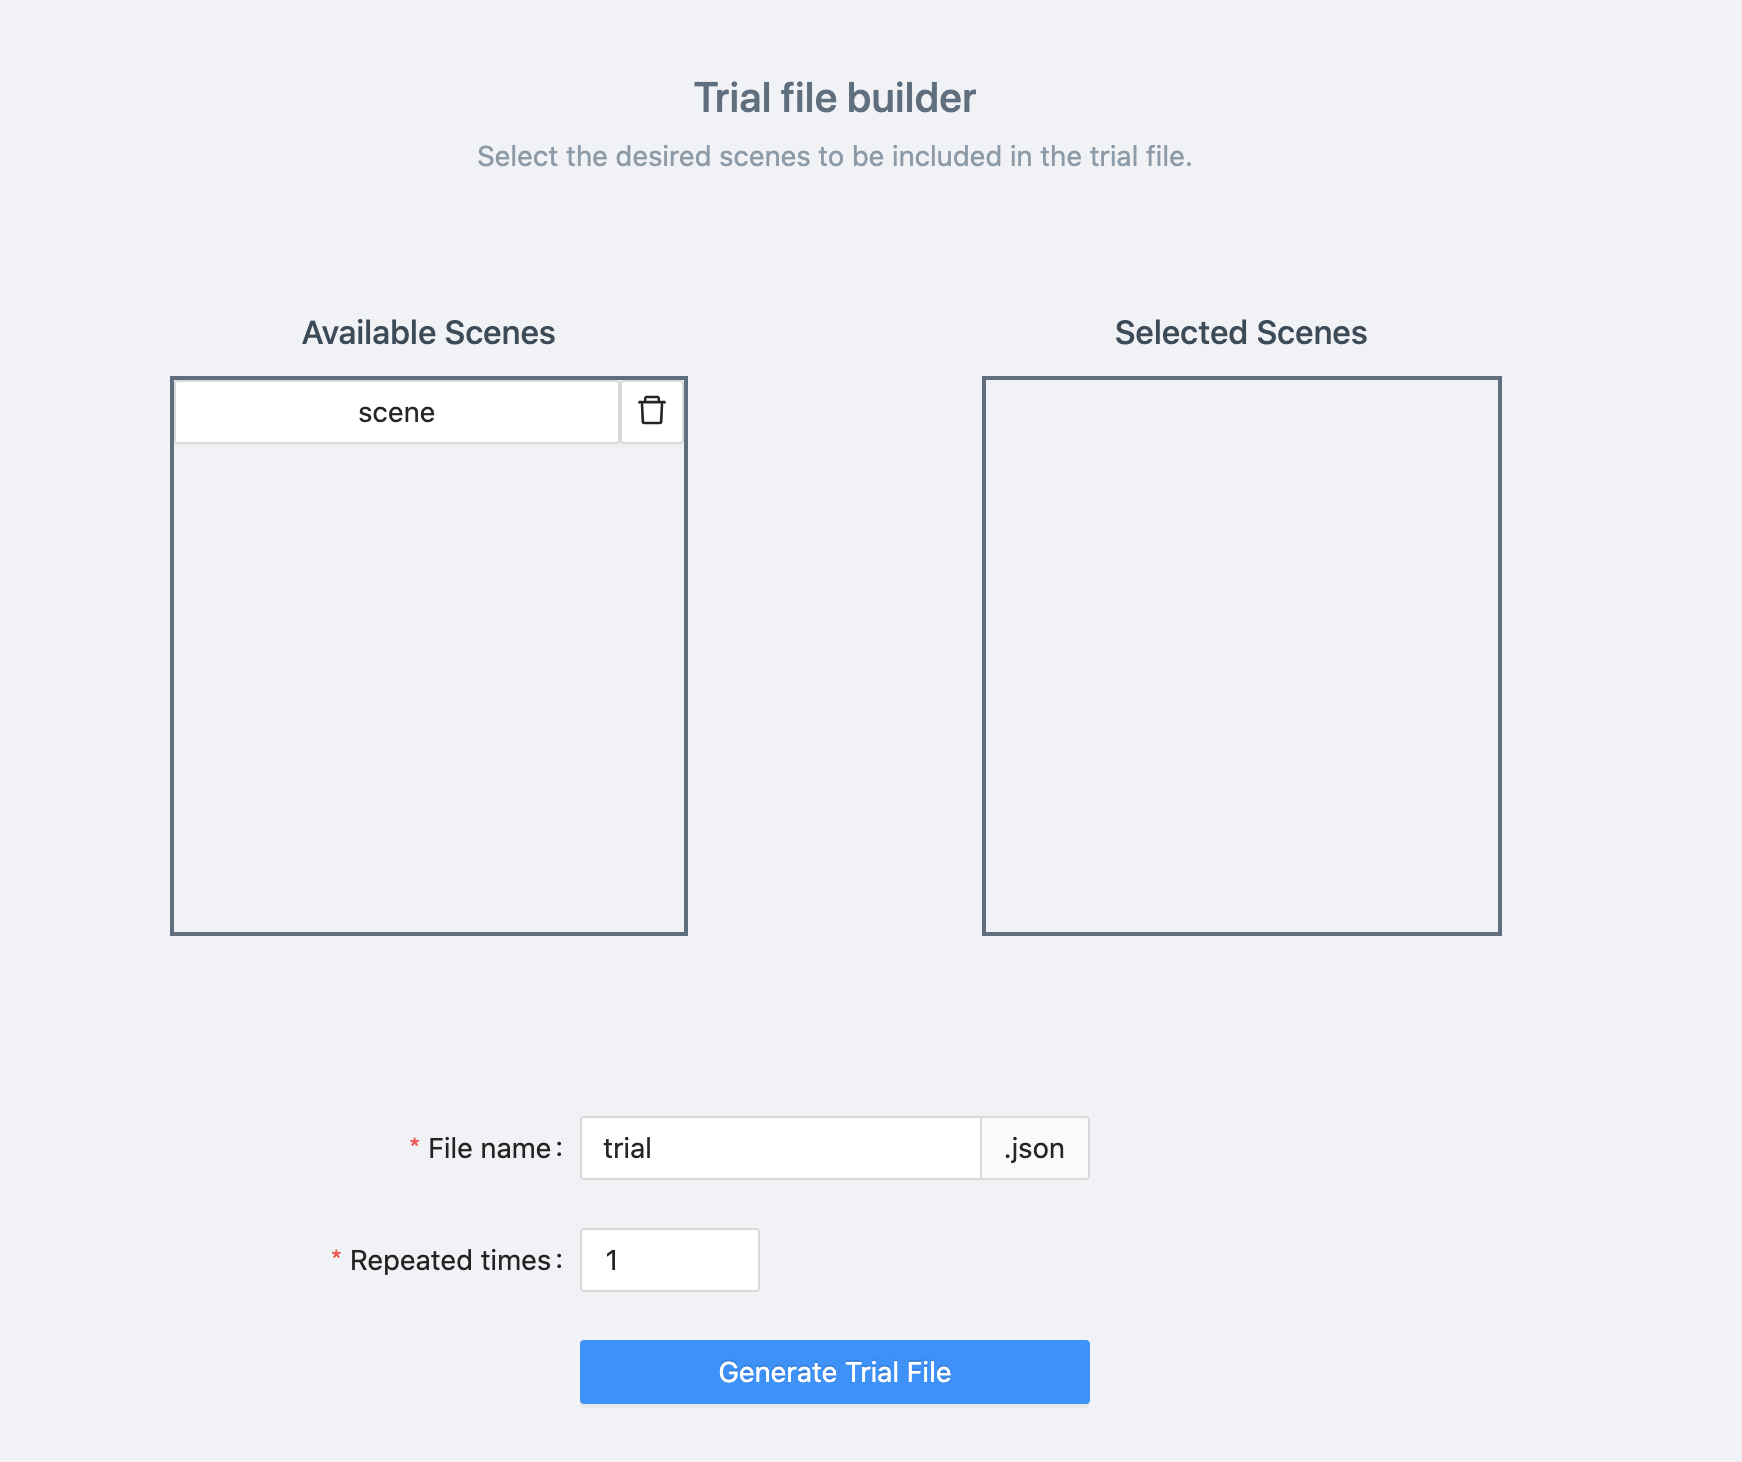 Trial file builder
Select the desired scenes to be included in the trial file.
Available Scenes
scene
Selected Scenes
* File name:
trial
.json
* Repeated times:
1
Generate Trial File